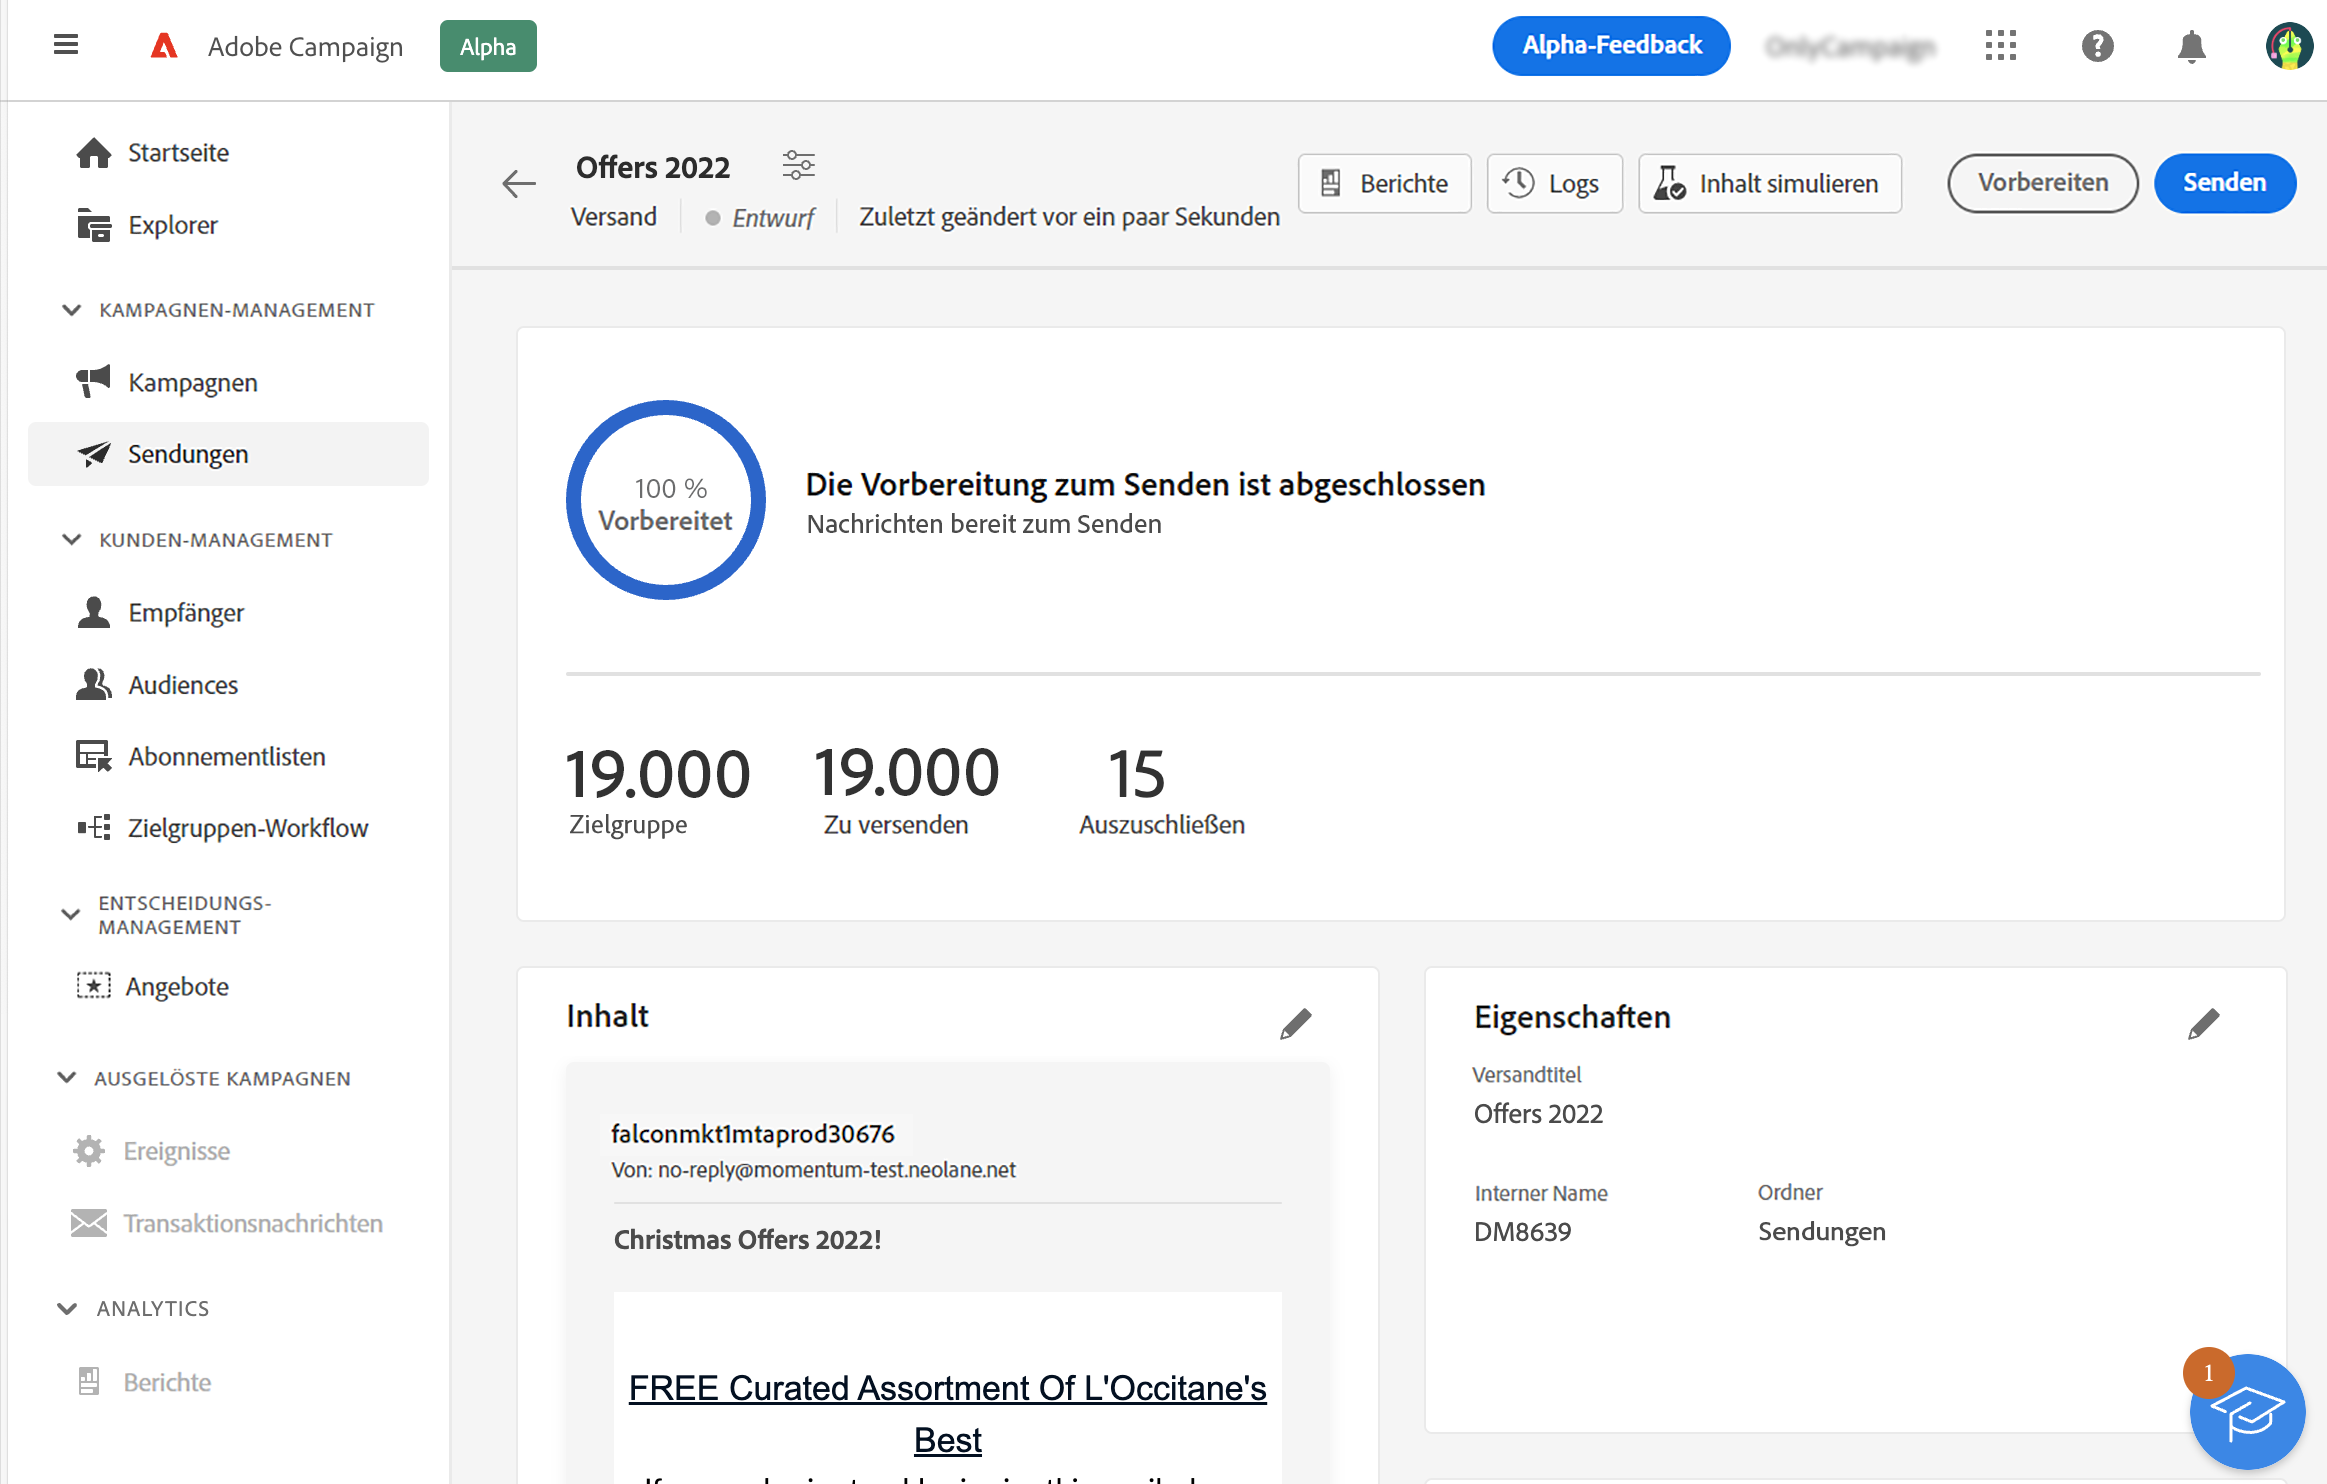 Adobe Campaign
Alpha
Alpha-Feedback
Startseite
Explorer
KAMPAGNEN-MANAGEMENT
Kampagnen
Sendungen
KUNDEN-MANAGEMENT
Empfänger
Audiences
Abonnementlisten
Zielgruppen-Workflow
ENTSCHEIDUNGS-
MANAGEMENT
Angebote
AUSGELÖSTE KAMPAGNEN
Ereignisse
Transaktionsnachrichten
ANALYTICS
Berichte
Offers 2022
Versand
Entwurf
Zuletzt geändert vor ein paar Sekunden
Berichte
Logs
Inhalt simulieren
Vorbereiten
Senden
100 %
Vorbereitet
Die Vorbereitung zum Senden ist abgeschlossen
Nachrichten bereit zum Senden
19.000
Zielgruppe
19.000
Zu versenden
15
Auszuschließen
Inhalt
falconmkt1mtaprod30676
Von: no-reply@momentum-test.neolane.net
Christmas Offers 2022!
FREE Curated Assortment Of L'Occitane's
Best
Eigenschaften
Versandtitel
Offers 2022
Interner Name
DM8639
Ordner
Sendungen
1